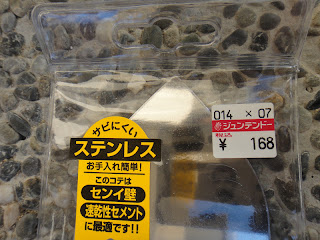 サビにくい
ステンレス
お手入れ簡単!
このコテは
センイ壁
速乾性セメント
に最適です!!
014 × 07
ジュンテンドー
¥ 168